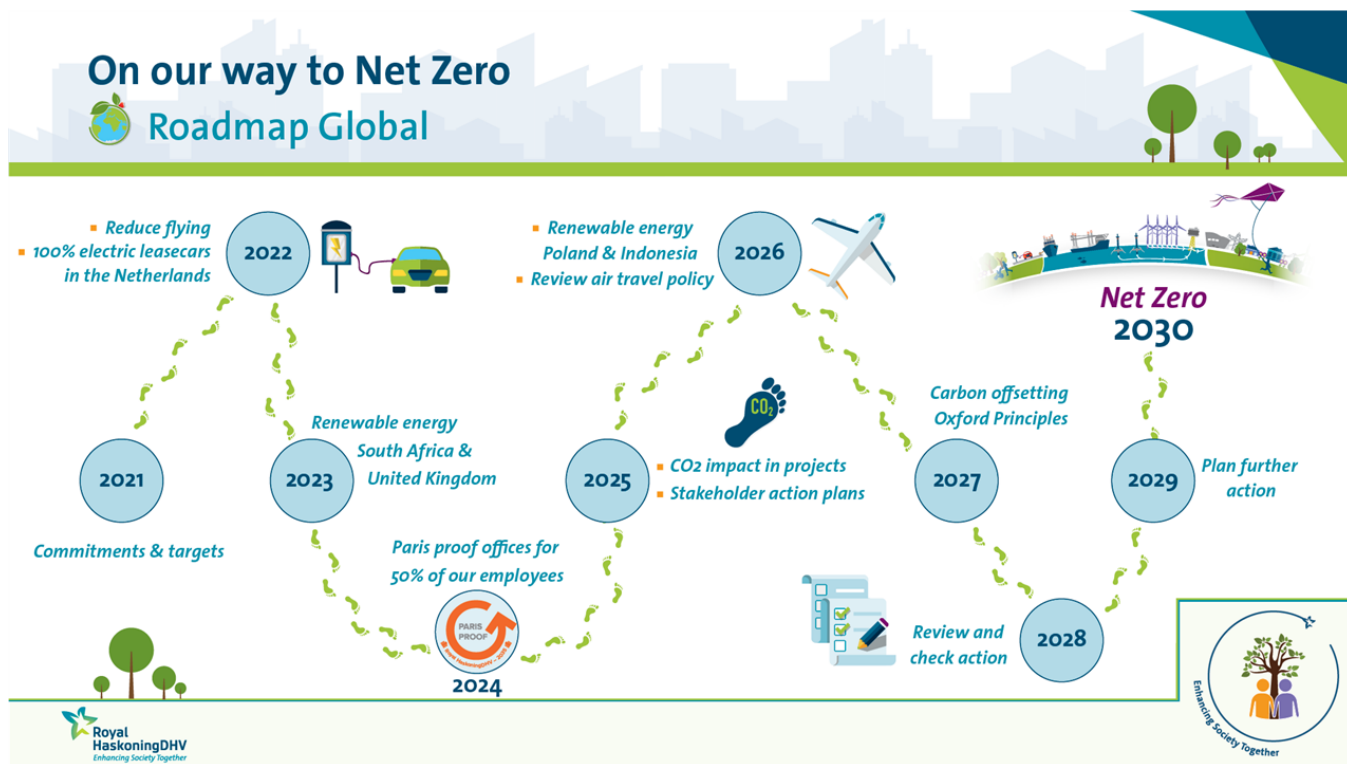 On our way to Net Zero
Roadmap Global
Reduce flying
100% electric leasecars
in the Netherlands
2022
Renewable energy
Poland & Indonesia
Review air travel policy
2026
Net Zero
2030
2021
Commitments & targets
Renewable energy
South Africa &
United Kingdom
2023
Paris proof offices for
50% of our employees
PARIS
PROOF
2024
2025
CO₂
CO2 impact in projects
Stakeholder action plans
Carbon offsetting
Oxford Principles
2027
Review and
check action
2028
2029
Plan further
action
Royal
HaskoningDHV
Enhancing Society Together
Enhancing Society Together